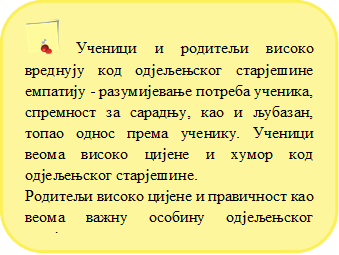 Ученици и родитељи високо
вреднују код одјељењског старјешине
емпатију - разумијевање потреба ученика,
спремност за сарадњу, као и љубазан,
топао однос према ученику. Ученици
веома високо цијене и хумор код
одјељењског старјешине.
Родитељи високо цијене и правичност као
веома важну особину одјељењског